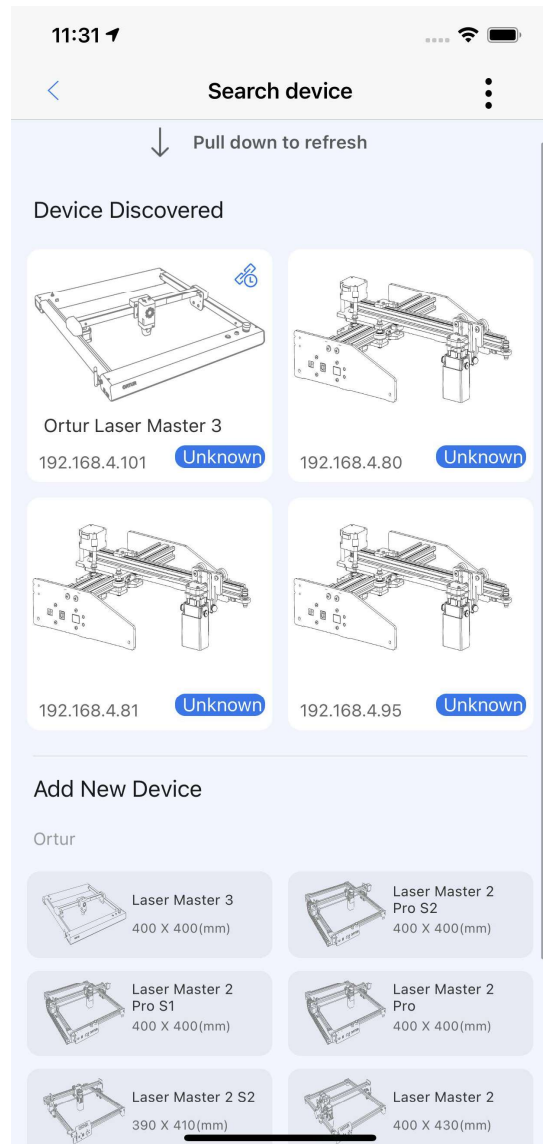 11:31
Search device
Pull down to refresh
Device Discovered
ORTUR
Ortur Laser Master 3
192.168.4.101 Unknown
192.168.4.80 Unknown
192.168.4.81 Unknown
192.168.4.95 Unknown
Add New Device
Ortur
Laser Master 3
400 X 400(mm)
Laser Master 2
Pro S2
400 X 400(mm)
Laser Master 2
Pro S1
400 X 400(mm)
Laser Master 2
Pro
400 X 400(mm)
Laser Master 2 S2
390 X 410(mm)
Laser Master 2
400 X 430(mm)